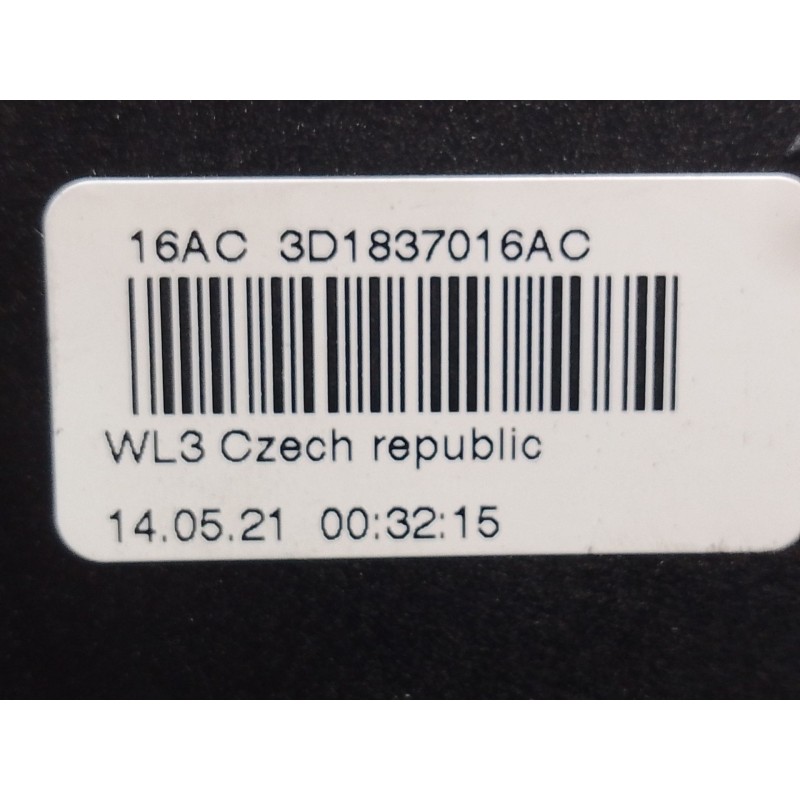 16AC 3D1837016AC
WL3 Czech republic
14.05.21 00:32:15